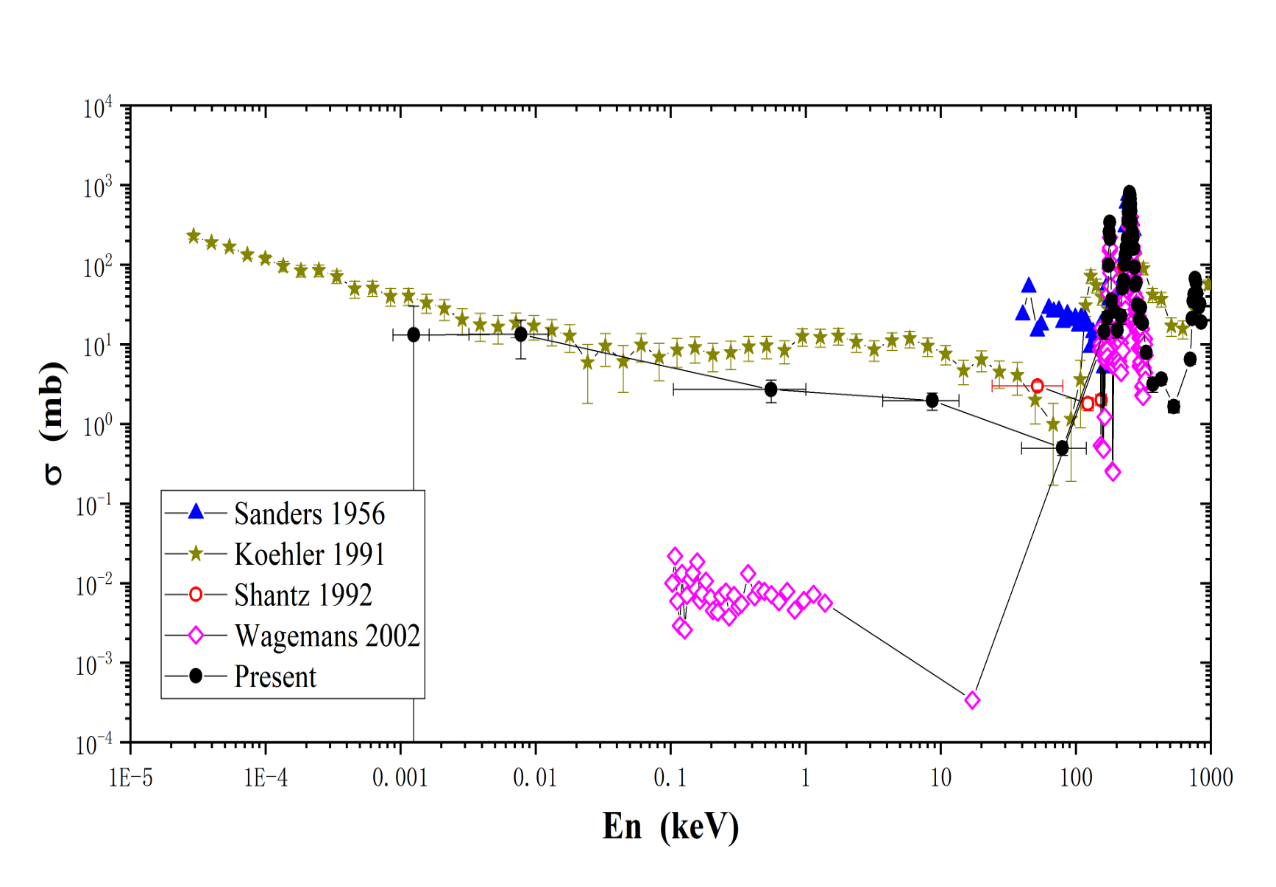 10^4
10^3
10^2
10^1
10^0
10^-1
10^-2
10^-3
10^-4
σ (mb)
Sanders 1956
Koehler 1991
Shantz 1992
Wagemans 2002
Present
1E-5 1E-4 0.001 0.01 0.1 1 10 100 1000
En (keV)